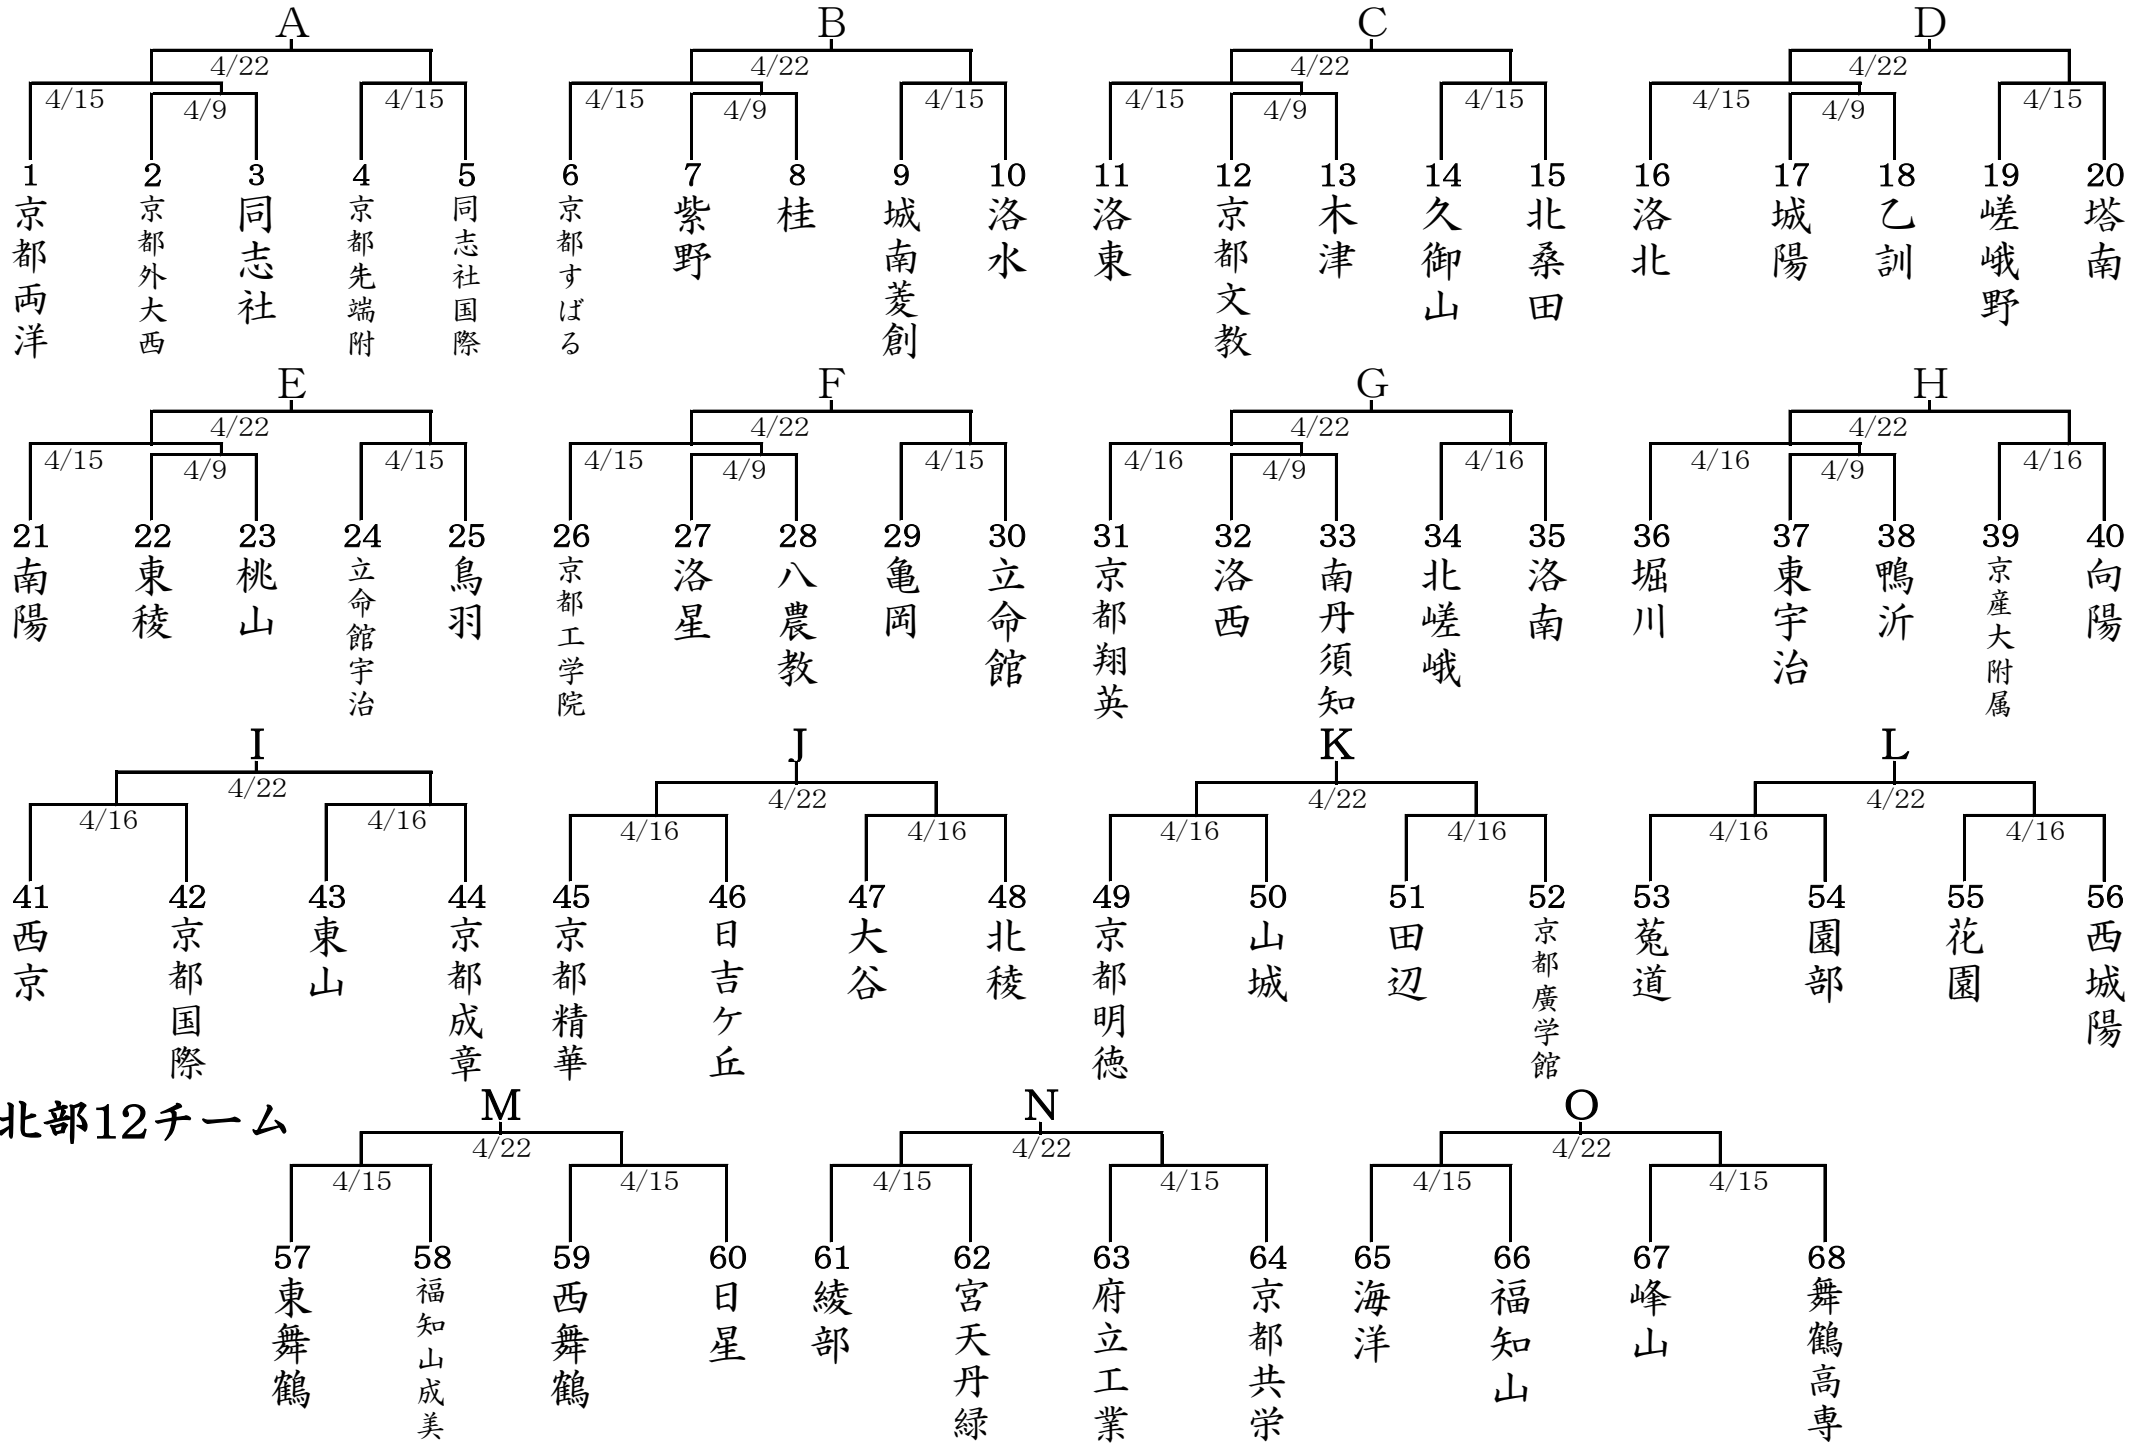 A B C D
4/22 4/22 4/22 4/22
4/15 4/15 4/15 4/15 4/15 4/15 4/15 4/15
4/9 4/9 4/9 4/9
1 2 3 4 5 6 7 8 9 10 11 12 13 14 15 16 17 18 19 20
京都両洋
京都外大西
同志社
京都先端附
同志社国際
京都すばる
紫野
桂
城南菱創
洛水
洛東
京都文教
木津
久御山
北桑田
洛北
城陽
乙訓
嵯峨野
塔南
E F G H
4/22 4/22 4/22 4/22
4/15 4/15 4/15 4/15 4/16 4/16 4/16 4/16
4/9 4/9 4/9 4/9
21 22 23 24 25 26 27 28 29 30 31 32 33 34 35 36 37 38 39 40
南陽
東稜
桃山
立命館宇治
鳥羽
京都工学院
洛星
八農教
亀岡
立命館
京都翔英
洛西
南丹須知
北嵯峨
洛南
堀川
東宇治
鴨沂
京産大附属
向陽
I J K L
4/22 4/22 4/22 4/22
4/16 4/16 4/16 4/16 4/16 4/16 4/16 4/16
41 42 43 44 45 46 47 48 49 50 51 52 53 54 55 56
西京
京都国際
東山
京都成章
京都精華
日吉ケ丘
大谷
北稜
京都明徳
山城
田辺
京都廣学館
莵道
園部
花園
西城陽
北部12チーム
M N O
4/22 4/22 4/22
4/15 4/15 4/15 4/15 4/15 4/15
57 58 59 60 61 62 63 64 65 66 67 68
東舞鶴
福知山成美
西舞鶴
日星
綾部
宮天丹緑
府立工業
京都共栄
海洋
福知山
峰山
舞鶴高専